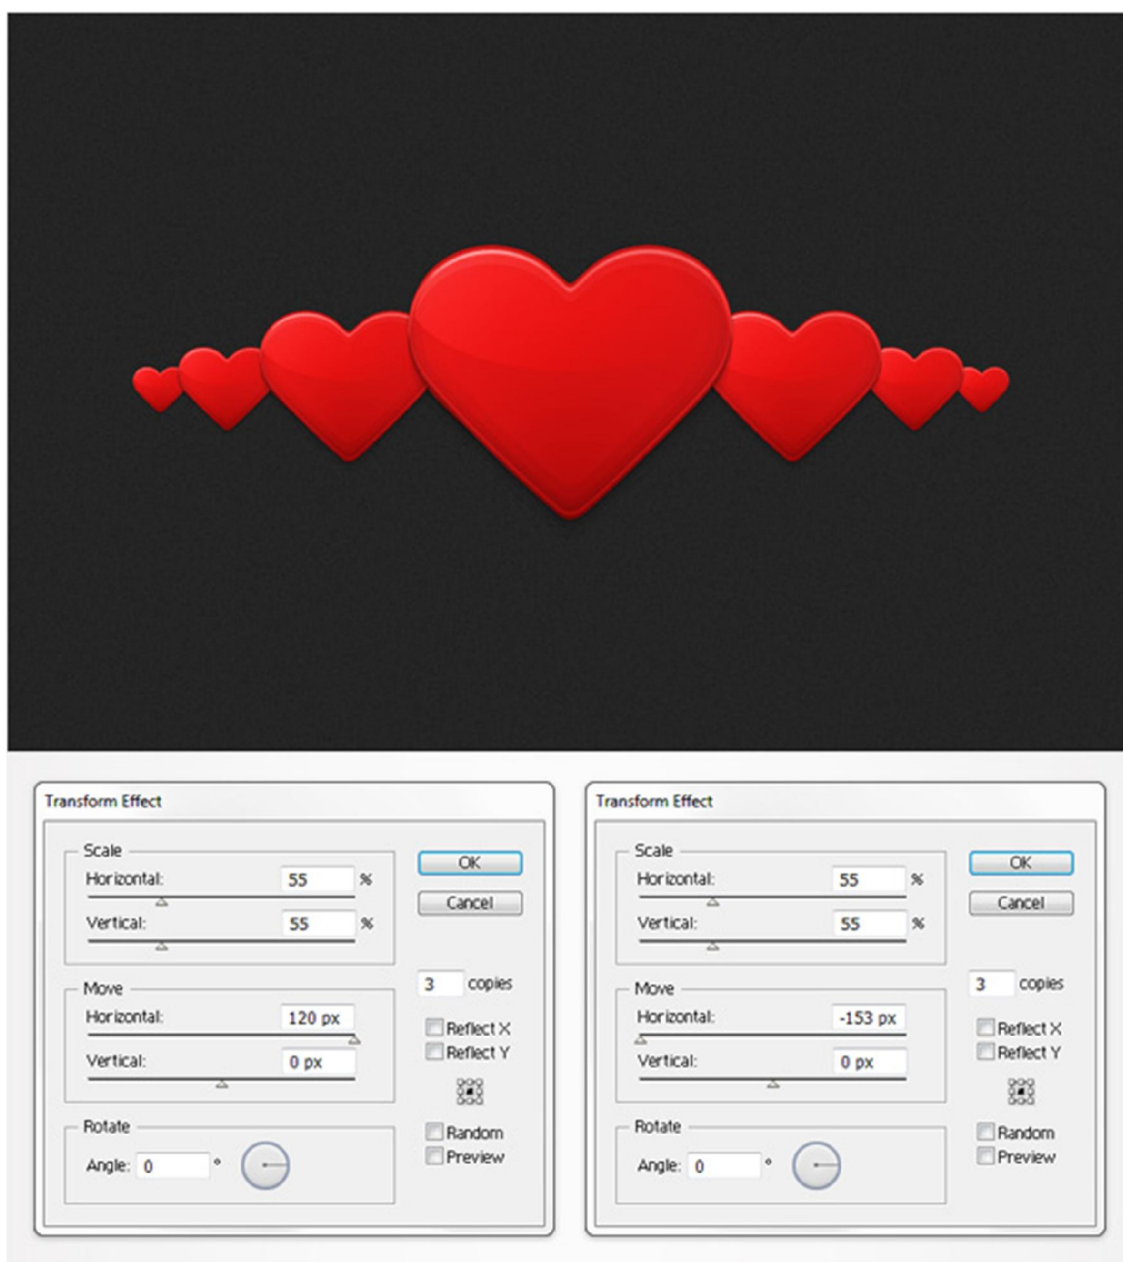 Transform Effect
Scale
Horizontal: 55 %
Vertical: 55 %
OK
Cancel
Move
Horizontal: 120 px
Vertical: 0 px
3 copies
Reflect X
Reflect Y
Rotate
Angle: 0 °
Random
Preview
Transform Effect
Scale
Horizontal: 55 %
Vertical: 55 %
OK
Cancel
Move
Horizontal: -153 px
Vertical: 0 px
3 copies
Reflect X
Reflect Y
Rotate
Angle: 0 °
Random
Preview